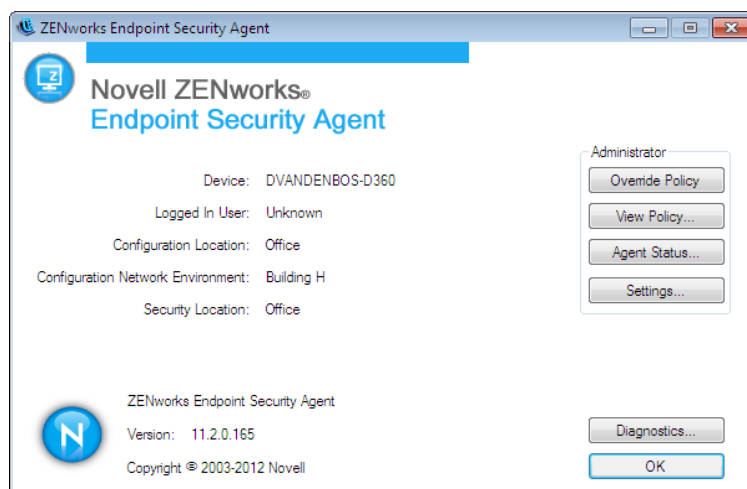 ZENworks Endpoint Security Agent
Z
Novell ZENworks®
Endpoint Security Agent
Administrator
Device: DVANDENBOS-D360
Override Policy
Logged In User: Unknown
View Policy...
Configuration Location: Office
Agent Status...
Configuration Network Environment: Building H
Settings...
Security Location: Office
ZENworks Endpoint Security Agent
N
Version: 11.2.0.165
Diagnostics...
Copyright © 2003-2012 Novell
OK